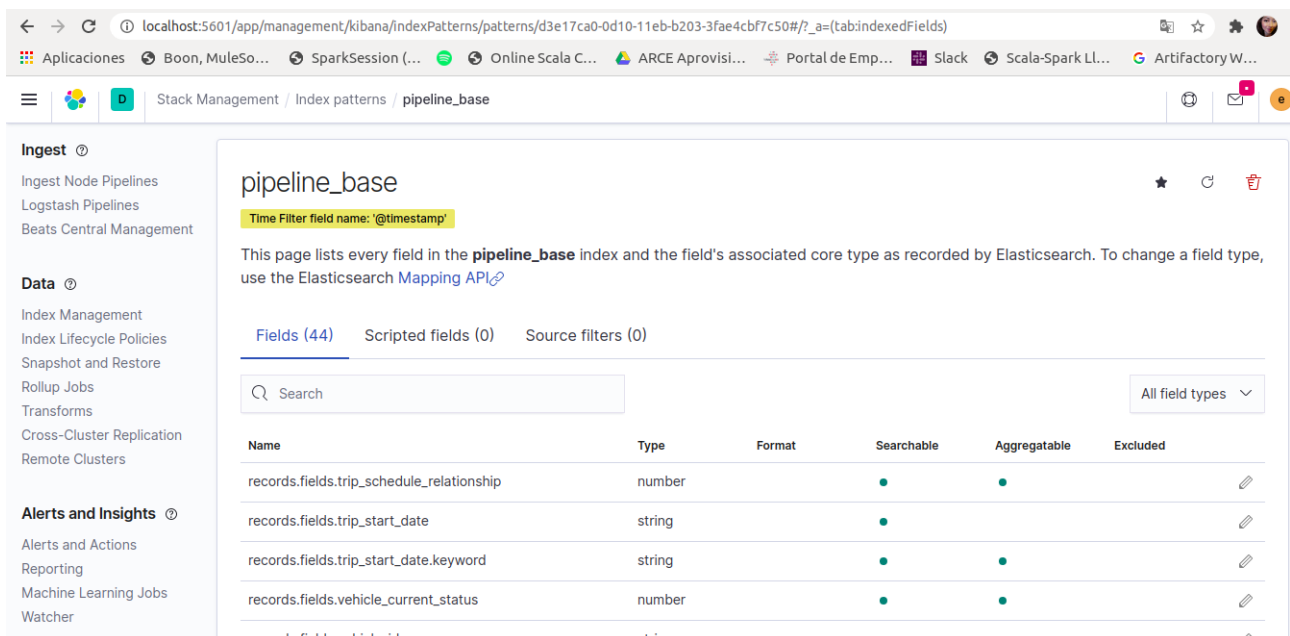 localhost:5601/app/management/kibana/indexPatterns/patterns/d3e17ca0-0d10-11eb-b203-3fae4cbf7c50#/?_a=(tab:indexedFields)
Aplicaciones Boon, MuleSo... SparkSession (... Online Scala C... ARCE Aprovisi... Portal de Emp... Slack Scala-Spark Ll... Artifactory W...
D Stack Management / Index patterns / pipeline_base e
Ingest
Ingest Node Pipelines
Logstash Pipelines
Beats Central Management
Data
Index Management
Index Lifecycle Policies
Snapshot and Restore
Rollup Jobs
Transforms
Cross-Cluster Replication
Remote Clusters
Alerts and Insights
Alerts and Actions
Reporting
Machine Learning Jobs
Watcher
pipeline_base
Time Filter field name: '@timestamp'
This page lists every field in the pipeline_base index and the field's associated core type as recorded by Elasticsearch. To change a field type,
use the Elasticsearch Mapping API
Fields (44) Scripted fields (0) Source filters (0)
Search All field types
Name Type Format Searchable Aggregatable Excluded
records.fields.trip_schedule_relationship number
records.fields.trip_start_date string
records.fields.trip_start_date.keyword string
records.fields.vehicle_current_status number